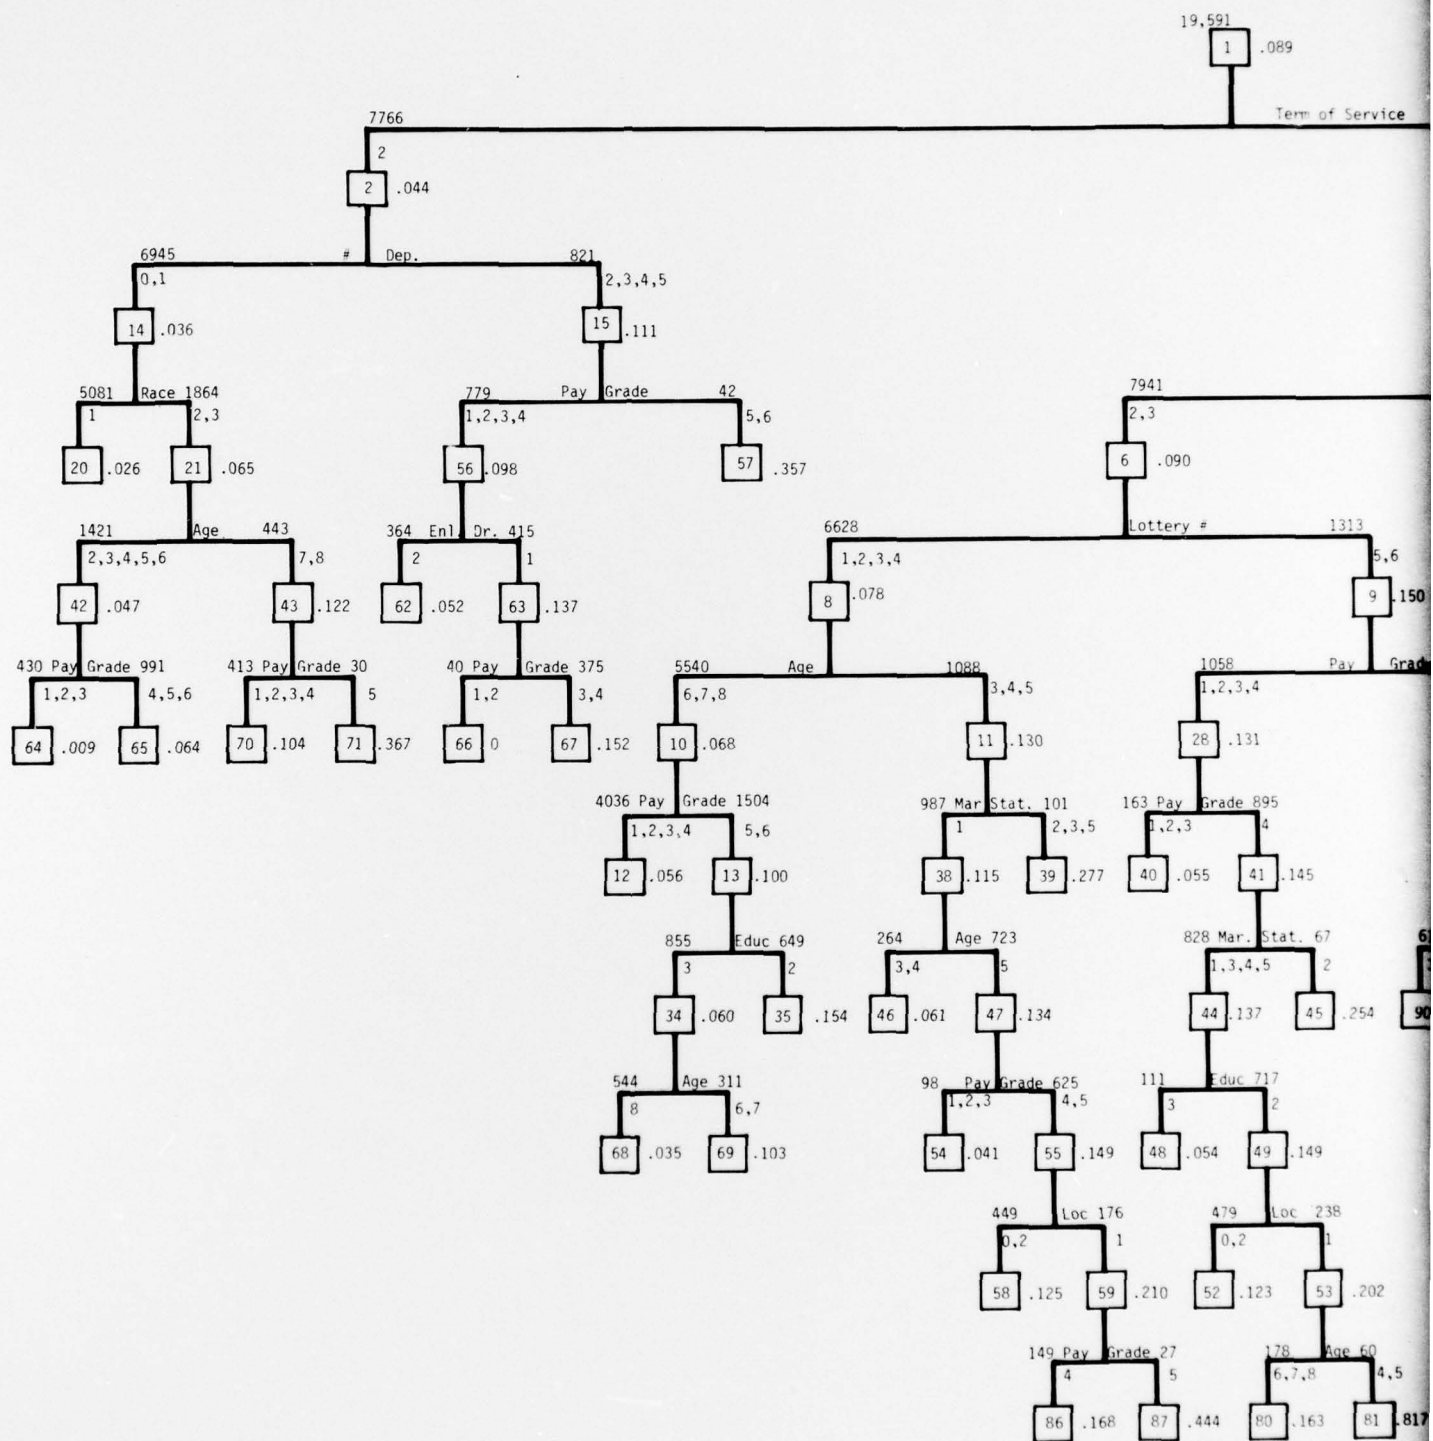 19,591
1 .089
7766 Term of Service
2
2 .044
6945 # Dep. 821
0,1 2,3,4,5
14 .036 15 .111
5081 Race 1864 779 Pay Grade 42 7941
1 2,3 1,2,3,4 5,6 2,3
20 .026 21 .065 56 .098 57 .357 6 .090
1421 Age 443 364 Enl. Dr. 415 6628 Lottery # 1313
2,3,4,5,6 7,8 2 1 1,2,3,4 5,6
42 .047 43 .122 62 .052 63 .137 8 .078 9 .150
430 Pay Grade 991 413 Pay Grade 30 40 Pay Grade 375 5540 Age 1088 1058 Pay Grad
1,2,3 4,5,6 1,2,3,4 5 1,2 3,4 6,7,8 3,4,5 1,2,3,4
64 .009 65 .064 70 .104 71 .367 66 0 67 .152 10 .068 11 .130 28 .131
4036 Pay Grade 1504 987 Mar Stat. 101 163 Pay Grade 895
1,2,3,4 5,6 1 2,3,5 1,2,3 4
12 .056 13 .100 38 .115 39 .277 40 .055 41 .145
855 Educ 649 264 Age 723 828 Mar. Stat. 67
3 2 3,4 5 1,3,4,5 2
34 .060 35 .154 46 .061 47 .134 44 .137 45 .254 90
544 Age 311 98 Pay Grade 625 111 Educ 717
8 6,7 1,2,3 4,5 3 2
68 .035 69 .103 54 .041 55 .149 48 .054 49 .149
449 Loc 176 479 Loc 238
0,2 1 0,2 1
58 .125 59 .210 52 .123 53 .202
149 Pay Grade 27 178 Age 60
4 5 6,7,8 4,5
86 .168 87 .444 80 .163 81 .817